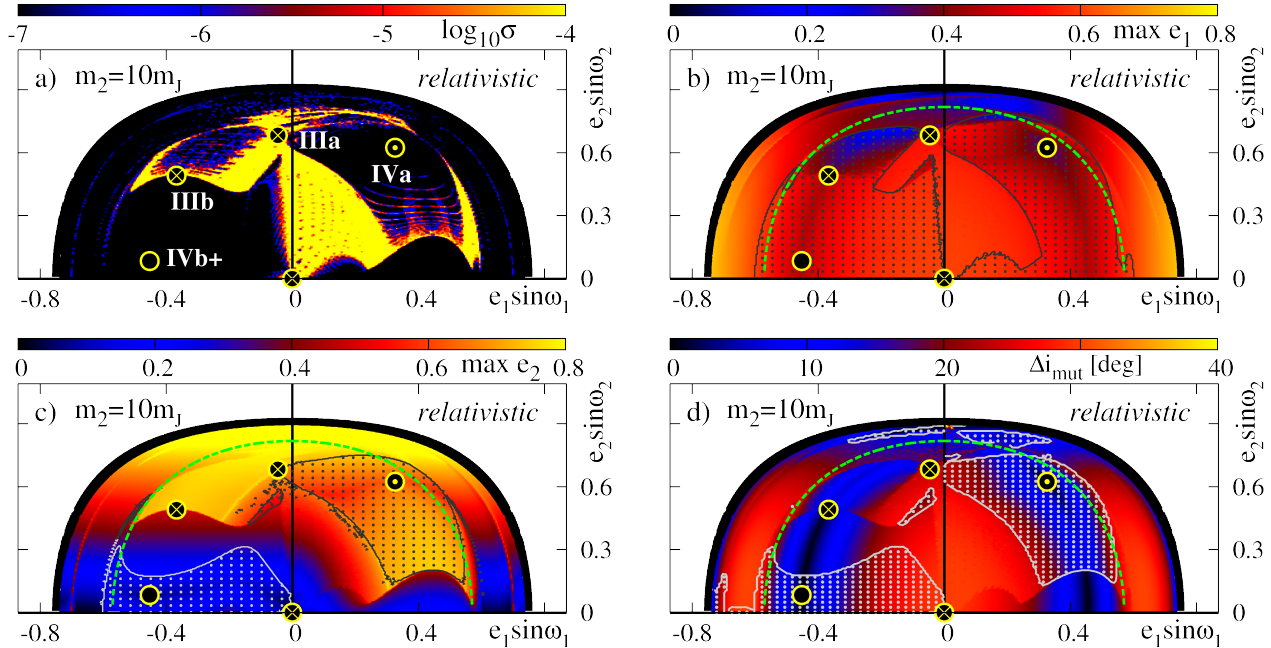 -7 -6 -5 log₁₀σ -4
a) m₂=10m_J relativistic
e₂sinω₂
0.6
0.3
0
IIIa
IVa
IIIb
IVb+
-0.8 -0.4 0 0.4 e₁sinω₁
0 0.2 0.4 0.6 max e₁ 0.8
b) m₂=10m_J relativistic
e₂sinω₂
0.6
0.3
0
-0.8 -0.4 0 0.4 e₁sinω₁
0 0.2 0.4 0.6 max e₂ 0.8
c) m₂=10m_J relativistic
e₂sinω₂
0.6
0.3
0
-0.8 -0.4 0 0.4 e₁sinω₁
0 10 20 30 Δi_mut [deg] 40
d) m₂=10m_J relativistic
e₂sinω₂
0.6
0.3
0
-0.8 -0.4 0 0.4 e₁sinω₁